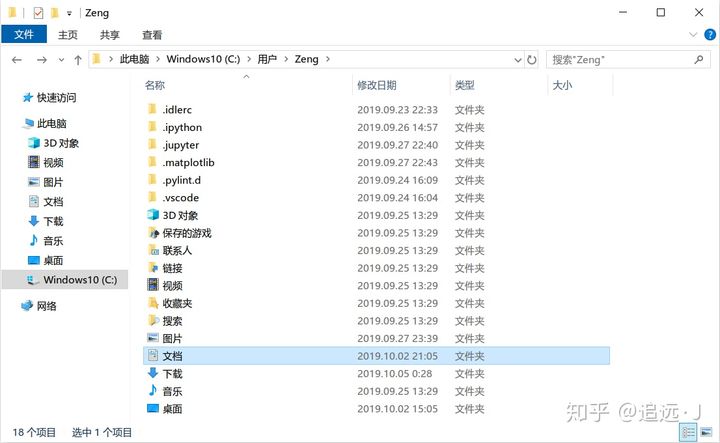 Zeng
文件 主页 共享 查看
此电脑 Windows10 (C:) 用户 Zeng 搜索"Zeng"
名称 修改日期 类型 大小
快速访问
此电脑
3D 对象
视频
图片
文档
下载
音乐
桌面
Windows10 (C:)
网络
.idlerc 2019.09.23 22:33 文件夹
.ipython 2019.09.26 14:57 文件夹
.jupyter 2019.09.27 22:40 文件夹
.matplotlib 2019.09.27 22:43 文件夹
.pylint.d 2019.09.24 16:09 文件夹
.vscode 2019.09.24 16:04 文件夹
3D 对象 2019.09.25 13:29 文件夹
保存的游戏 2019.09.25 13:29 文件夹
联系人 2019.09.25 13:29 文件夹
链接 2019.09.25 13:29 文件夹
视频 2019.09.25 13:29 文件夹
收藏夹 2019.09.25 13:29 文件夹
搜索 2019.09.25 13:29 文件夹
图片 2019.09.27 23:39 文件夹
文档 2019.10.02 21:05 文件夹
下载 2019.10.05 0:28 文件夹
音乐 2019.09.25 13:29 文件夹
桌面 2019.10.02 15:05 文件夹
18 个项目 选中 1 个项目
知乎 @追远·J